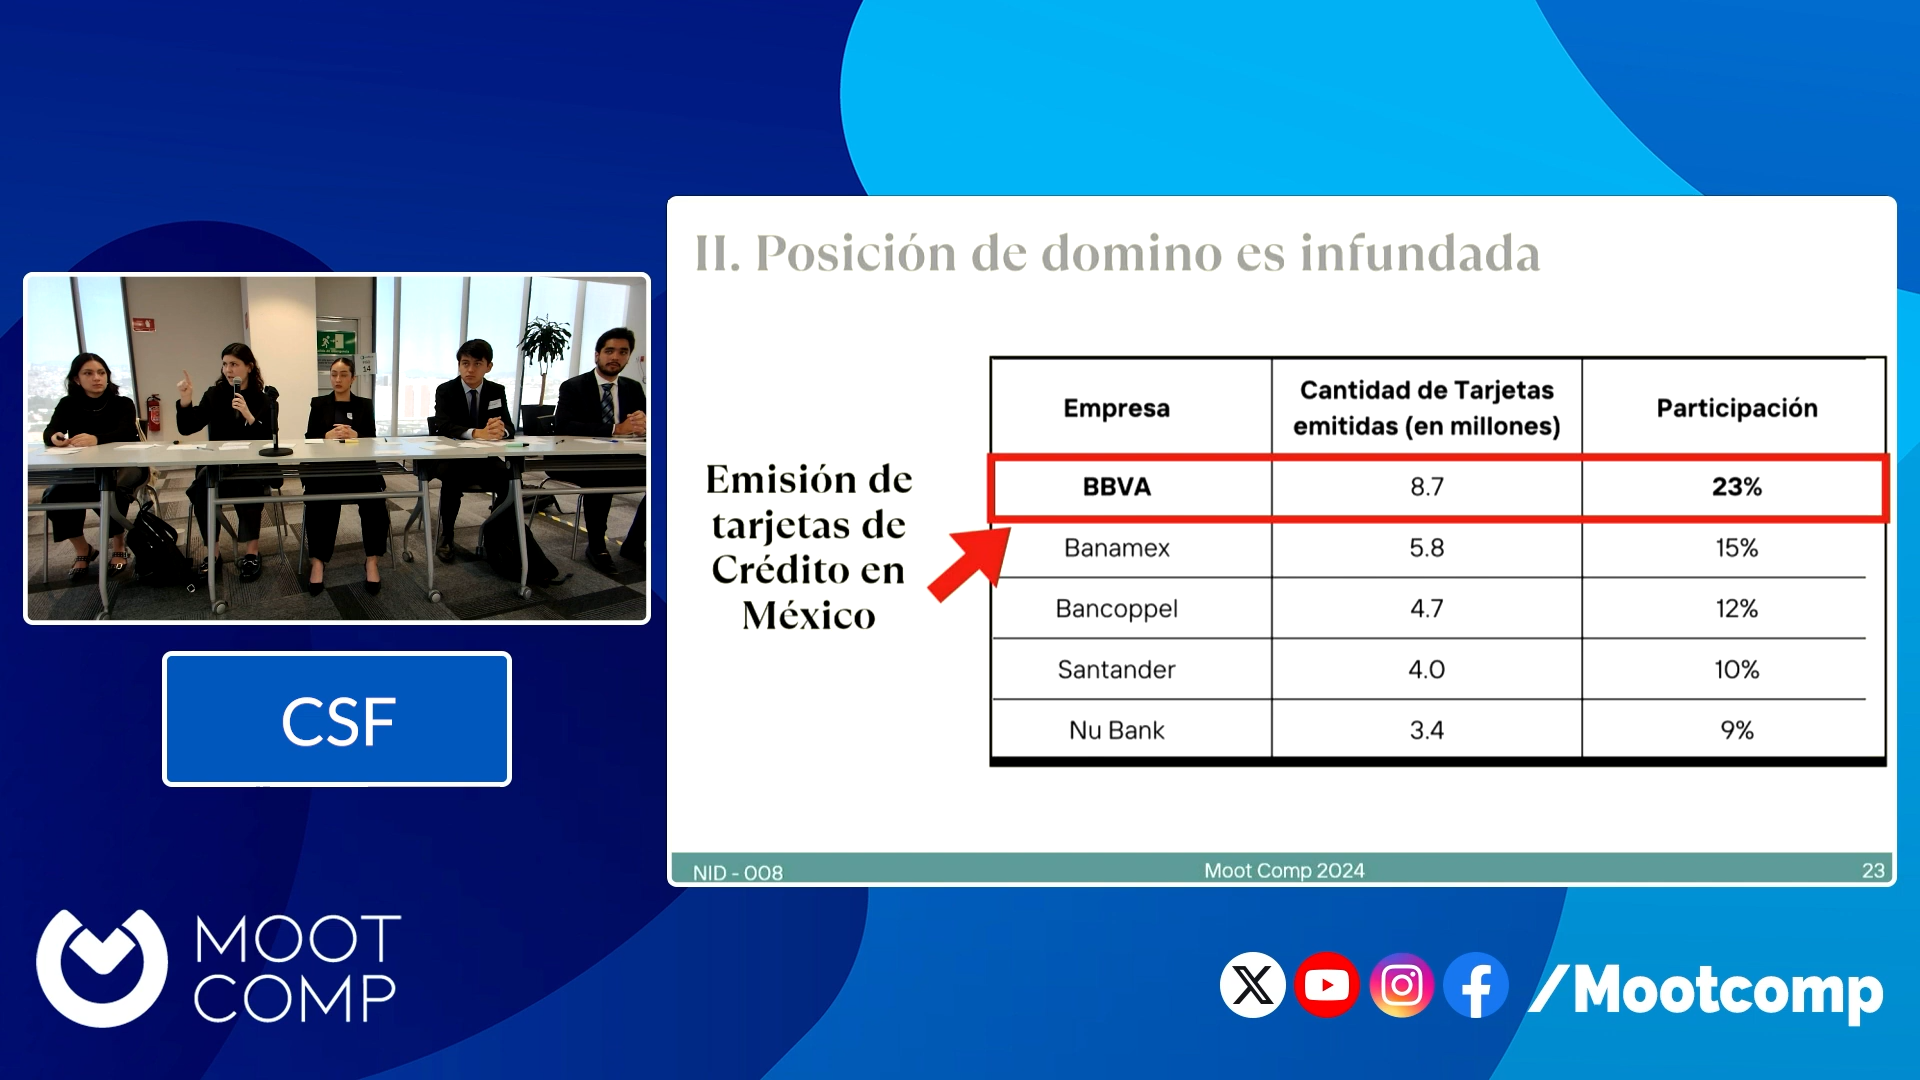 II. Posición de domino es infundada
Emisión de
tarjetas de
Crédito en
México
Empresa
Cantidad de Tarjetas
emitidas (en millones)
Participación
BBVA 8.7 23%
Banamex 5.8 15%
Bancoppel 4.7 12%
Santander 4.0 10%
Nu Bank 3.4 9%
NID - 008
Moot Comp 2024
23
14
CSF
MOOT
COMP
/Mootcomp